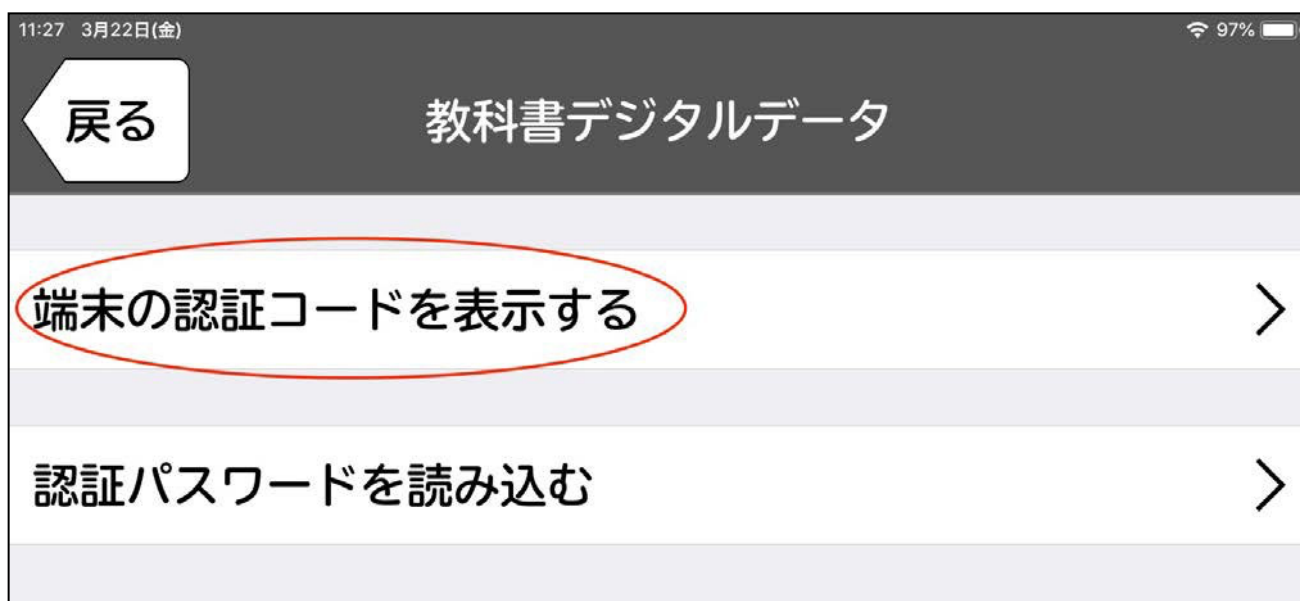 11:27 3月22日(金) 97%
戻る 教科書デジタルデータ
端末の認証コードを表示する
認証パスワードを読み込む